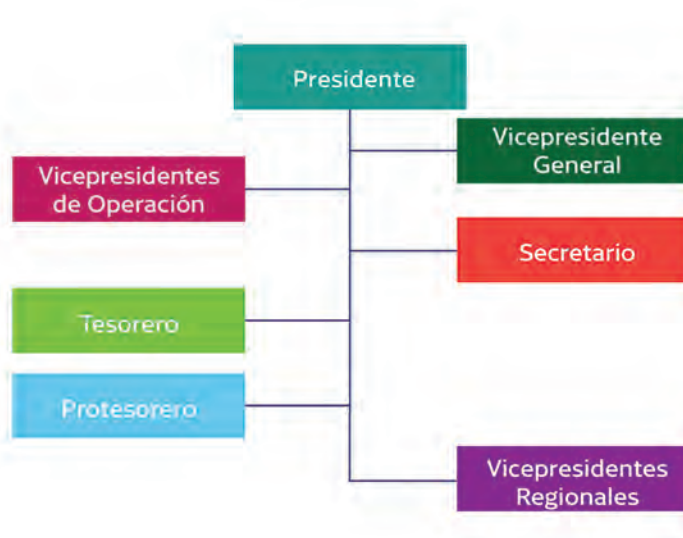 Presidente
Vicepresidente
General
Vicepresidentes
de Operación
Secretario
Tesorero
Protesorero
Vicepresidentes
Regionales